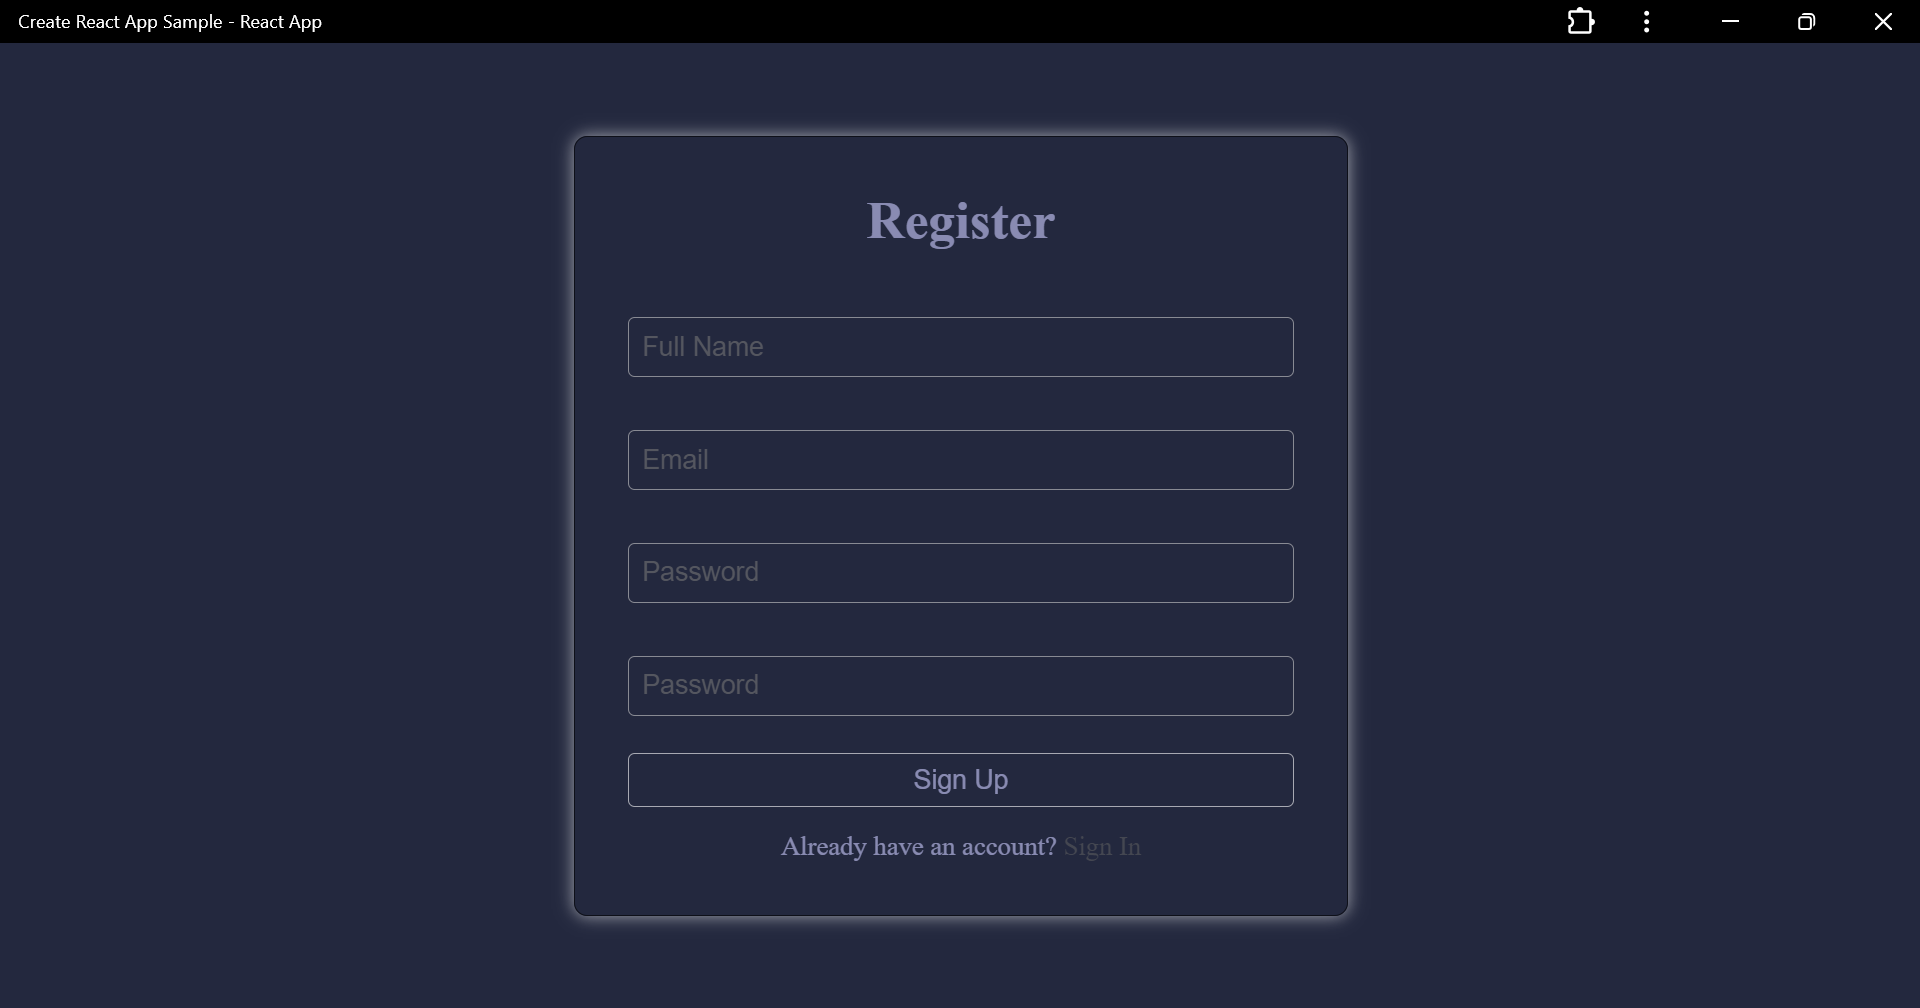 Create React App Sample - React App
Register
Full Name
Email
Password
Password
Sign Up
Already have an account? Sign In